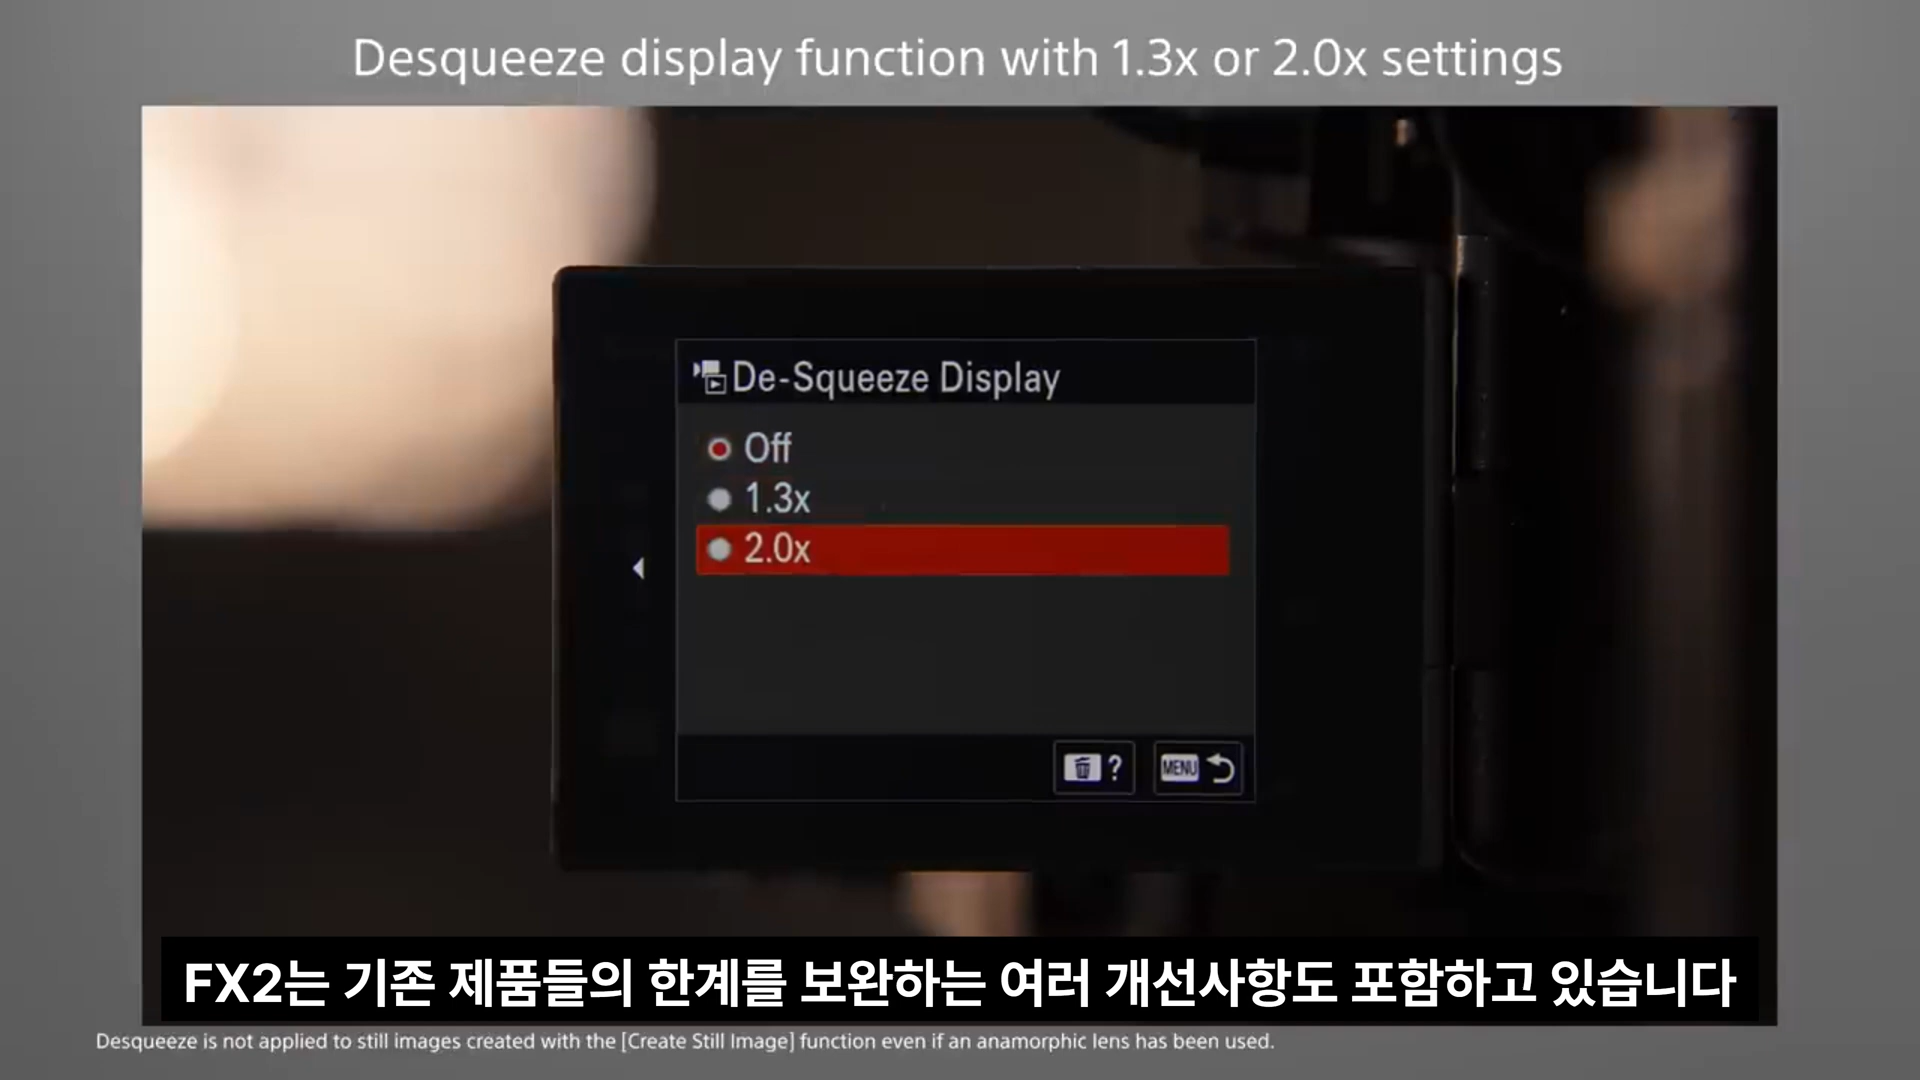 Desqueeze display function with 1.3x or 2.0x settings
De-Squeeze Display
Off
1.3x
2.0x
?
MENU
FX2는 기존 제품들의 한계를 보완하는 여러 개선사항도 포함하고 있습니다
Desqueeze is not applied to still images created with the [Create Still Image] function even if an anamorphic lens has been used.